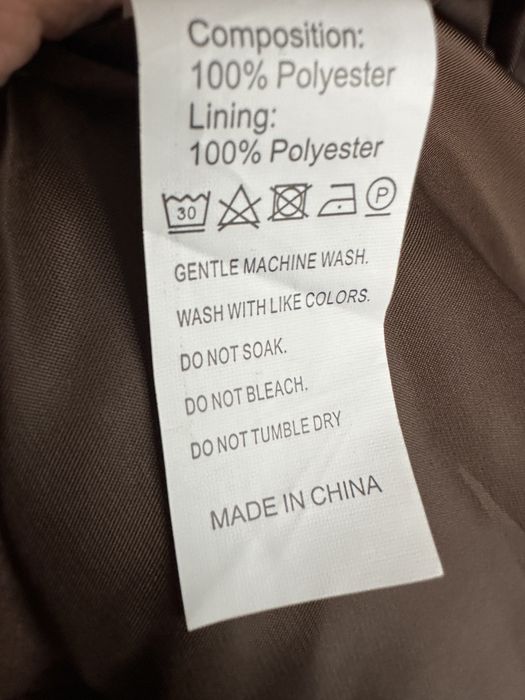 Composition:
100% Polyester
Lining:
100% Polyester
30 P
GENTLE MACHINE WASH.
WASH WITH LIKE COLORS.
DO NOT SOAK.
DO NOT BLEACH.
DO NOT TUMBLE DRY
MADE IN CHINA